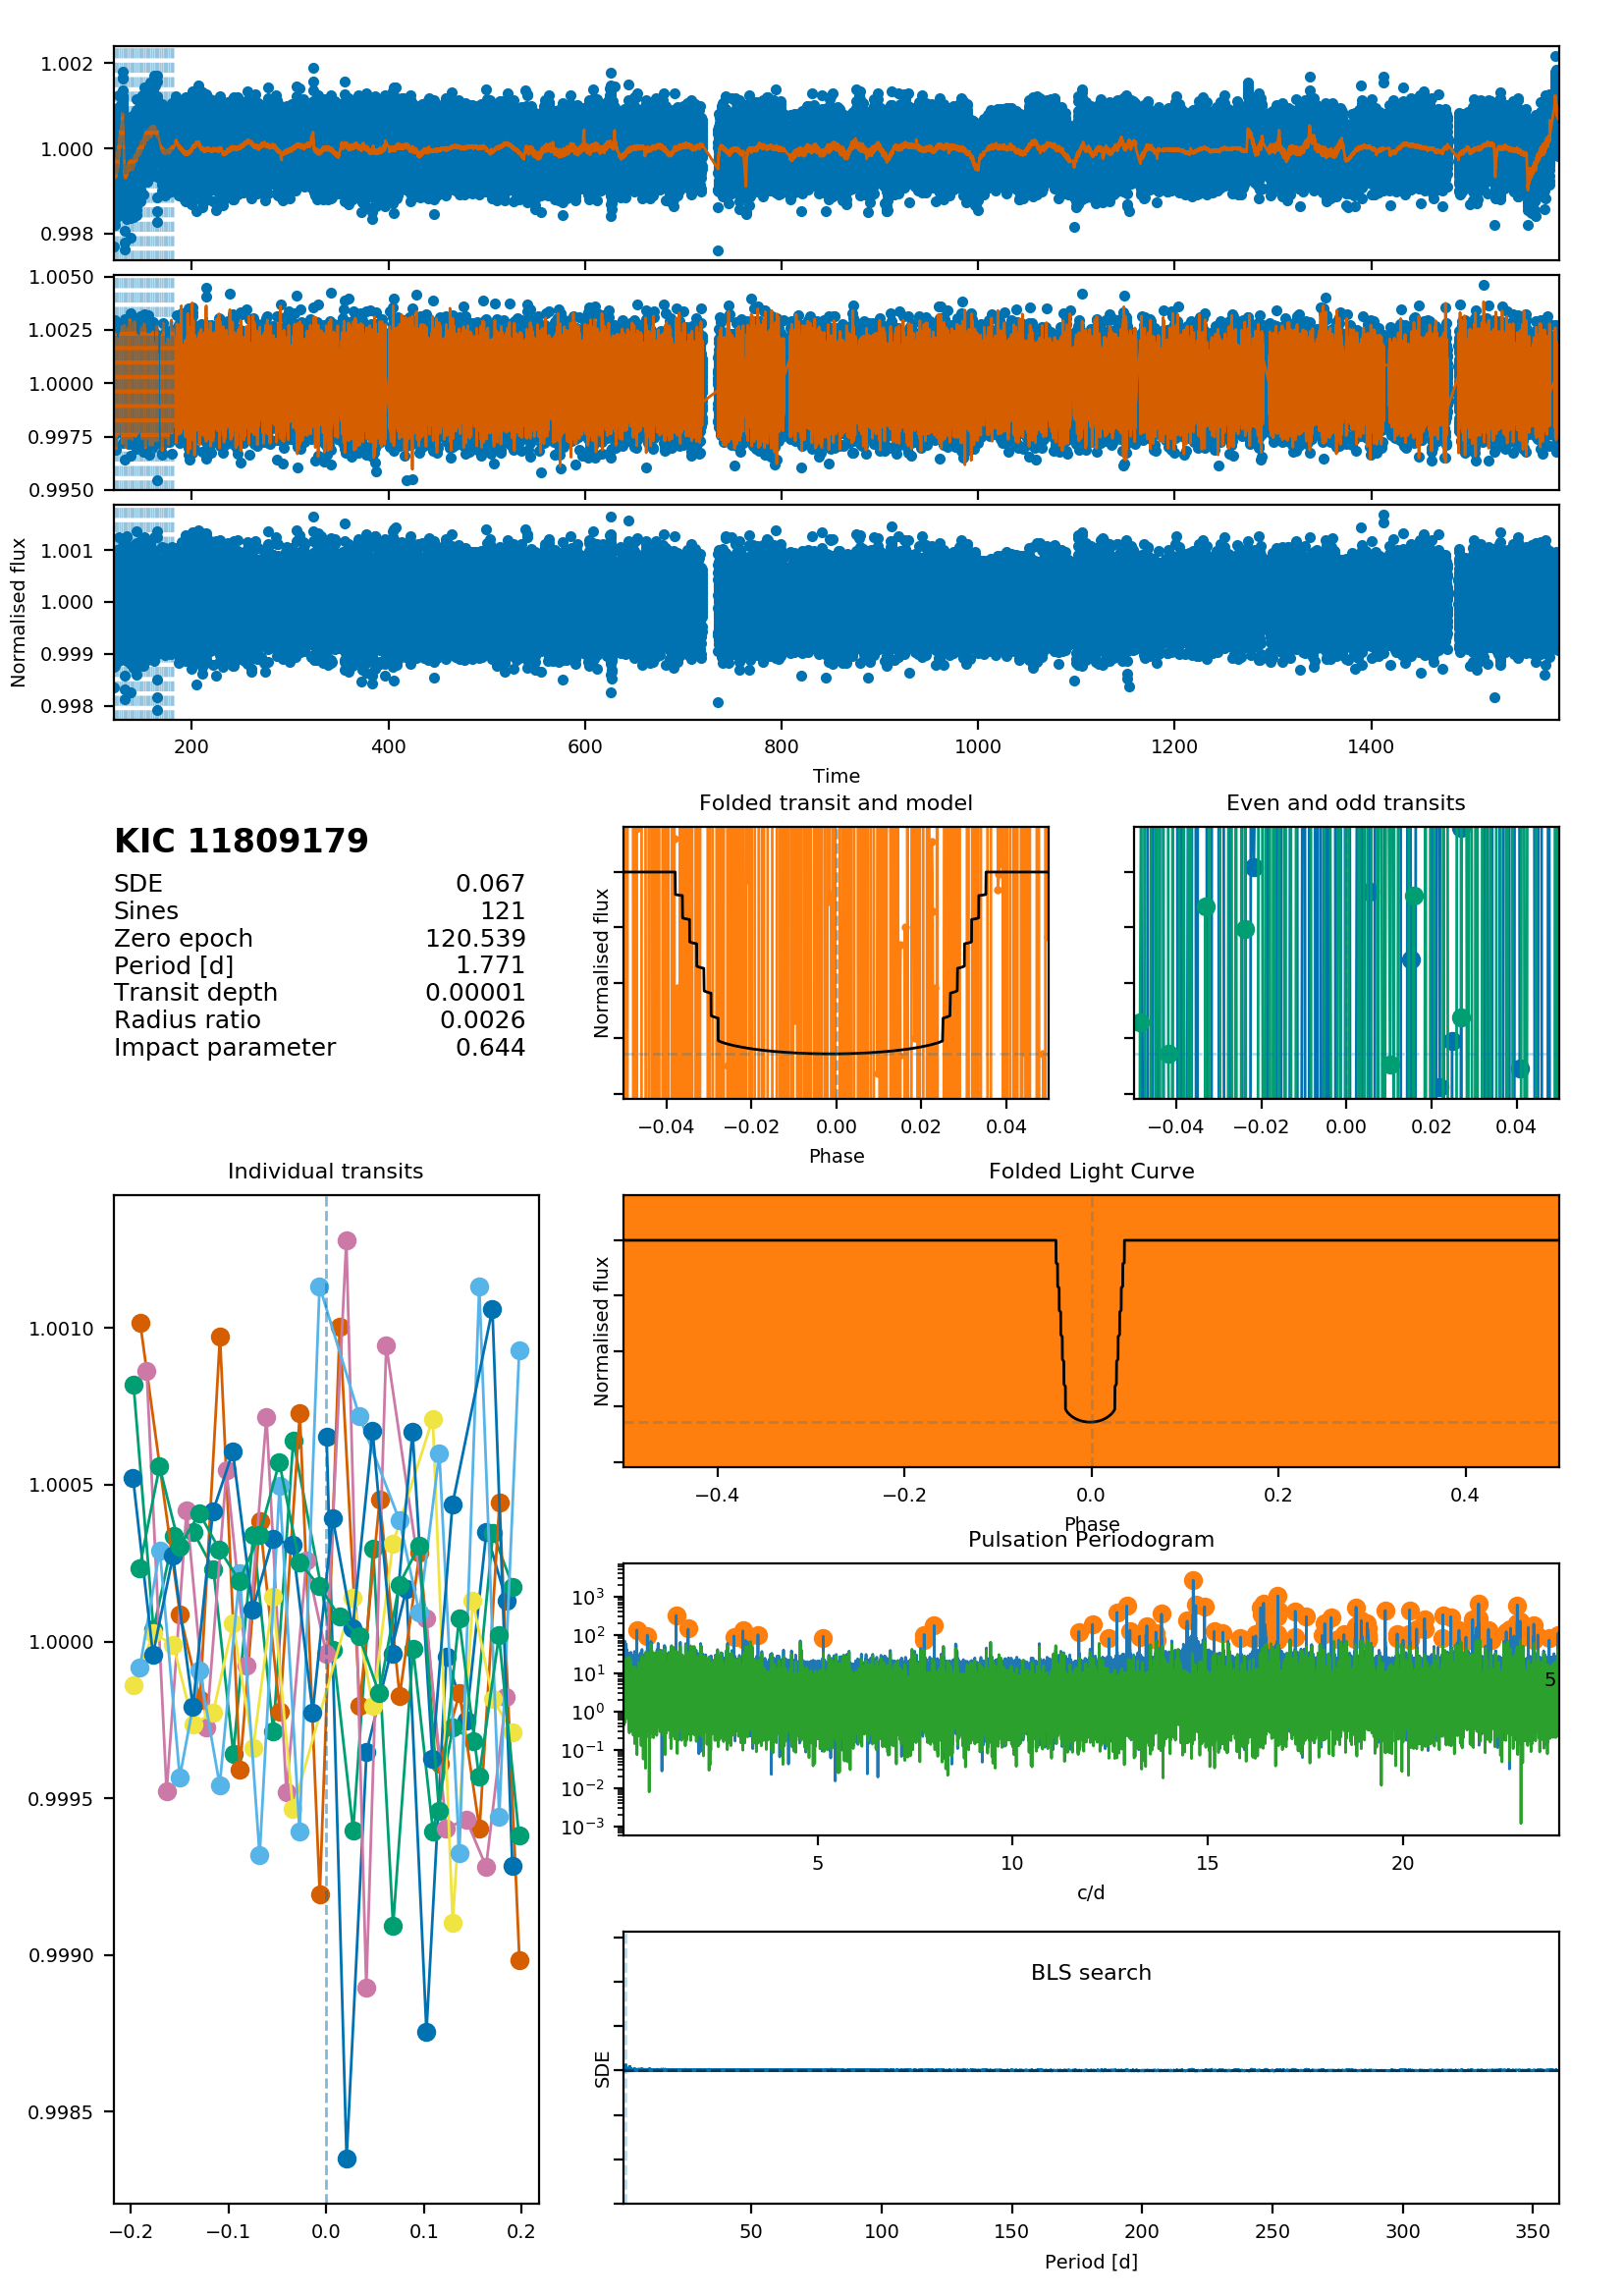 1.002
1.000
0.998
1.0050
1.0025
1.0000
0.9975
0.9950
1.001
1.000
0.999
0.998
Normalised flux
200 400 600 800 1000 1200 1400
Time
KIC 11809179
SDE 0.067
Sines 121
Zero epoch 120.539
Period [d] 1.771
Transit depth 0.00001
Radius ratio 0.0026
Impact parameter 0.644
Folded transit and model
Normalised flux
−0.04 −0.02 0.00 0.02 0.04
Phase
Even and odd transits
−0.04 −0.02 0.00 0.02 0.04
Individual transits
1.0010
1.0005
1.0000
0.9995
0.9990
0.9985
−0.2 −0.1 0.0 0.1 0.2
Folded Light Curve
Normalised flux
−0.4 −0.2 0.0 0.2 0.4
Phase
Pulsation Periodogram
10³
10²
10¹
10⁰
10⁻¹
10⁻²
10⁻³
5
5 10 15 20
c/d
BLS search
SDE
50 100 150 200 250 300 350
Period [d]